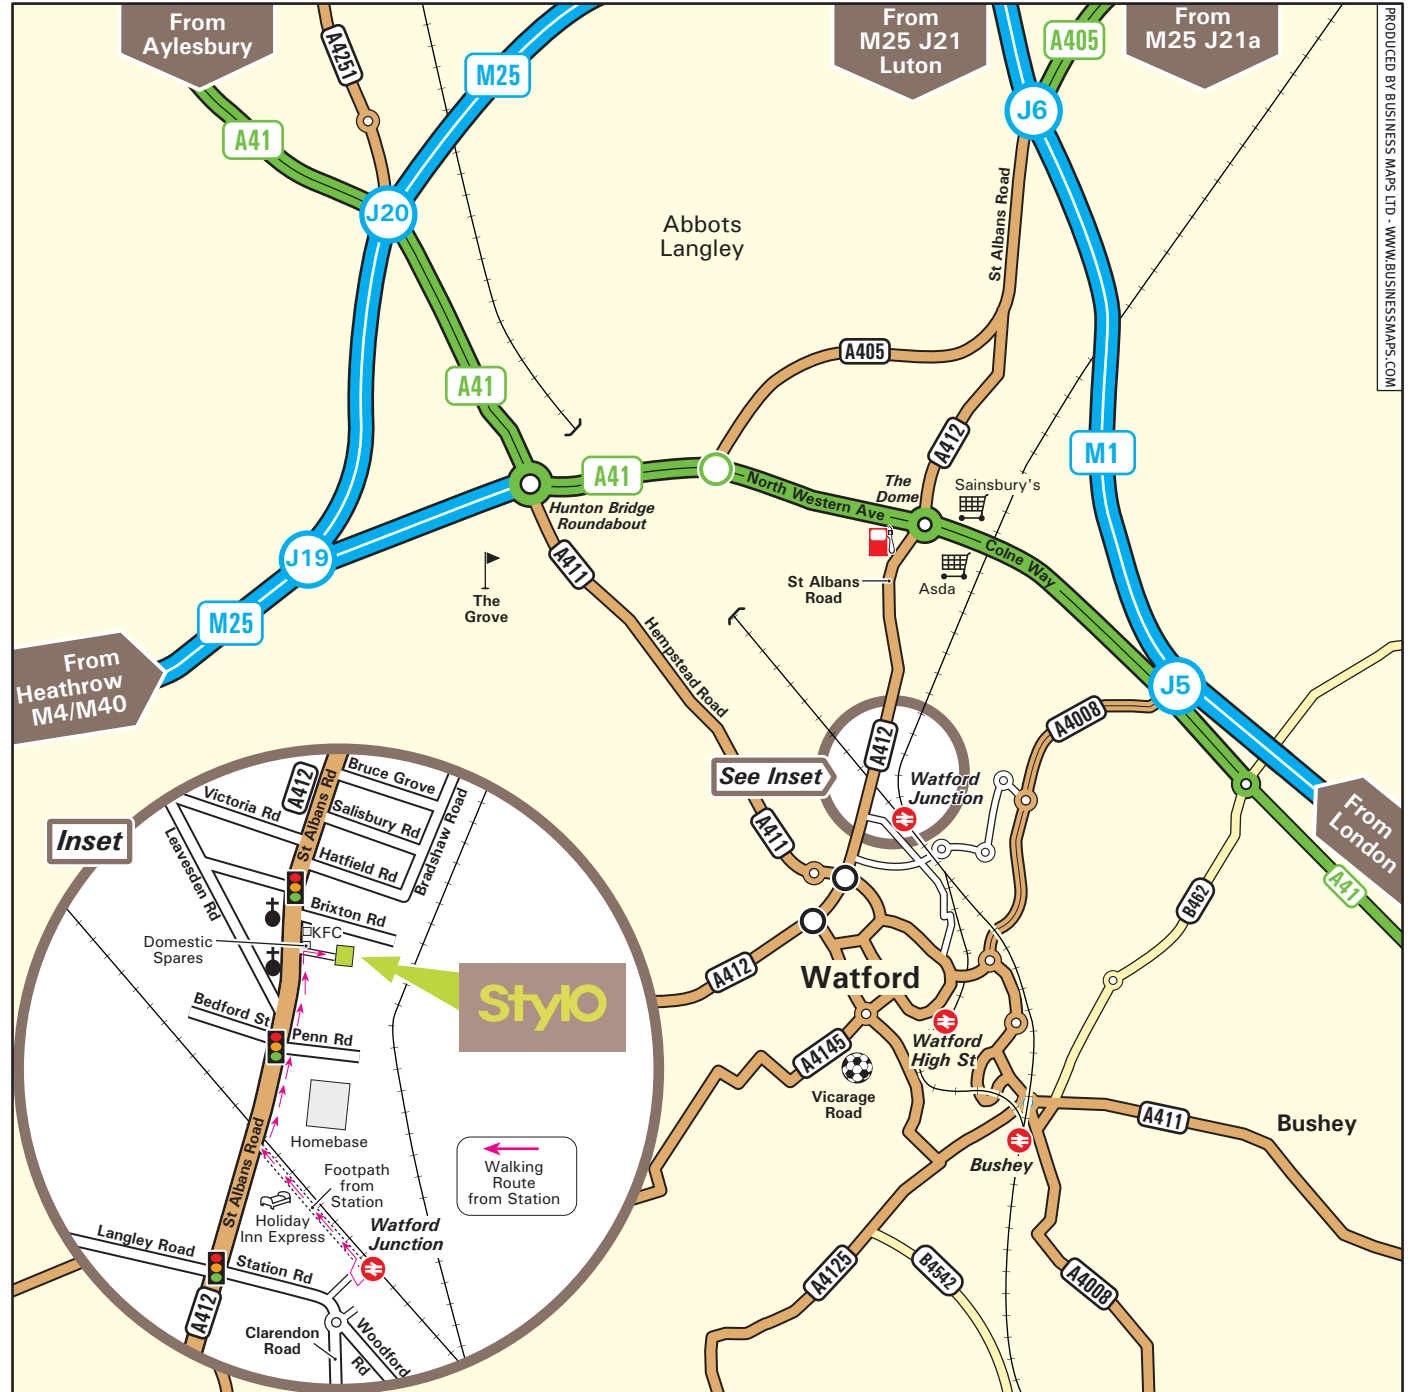 From
Aylesbury
A4251
M25
From
M25 J21
Luton
A405
From
M25 J21a
PRODUCED BY BUSINESS MAPS LTD - WWW.BUSINESSMAPS.COM
J6
A41
J20
St Albans Road
Abbots
Langley
A405
A41
A412
M1
A41
North Western Ave
The
Dome
Sainsbury's
Hunton Bridge
Roundabout
J19
A411
Colne Way
Asda
St Albans
Road
The
Grove
M25
Hempstead Road
From
Heathrow
M4/M40
J5
A4008
A412
See Inset
Watford
Junction
From
London
A41
A411
B462
A412
Watford
Watford
High St
A4145
Vicarage
Road
A411
Bushey
Bushey
A4125
B4542
A4008
Inset
A412
St Albans Rd
Bruce Grove
Victoria Rd
Salisbury Rd
Bradshaw Road
Leavesden Rd
Hatfield Rd
Brixton Rd
KFC
Domestic
Spares
Stylo
Bedford St
Penn Rd
Homebase
Walking
Route
from Station
St Albans Road
Footpath
from
Station
Holiday
Inn Express
Watford
Junction
Langley Road
Station Rd
A412
Clarendon
Road
Woodford
Rd